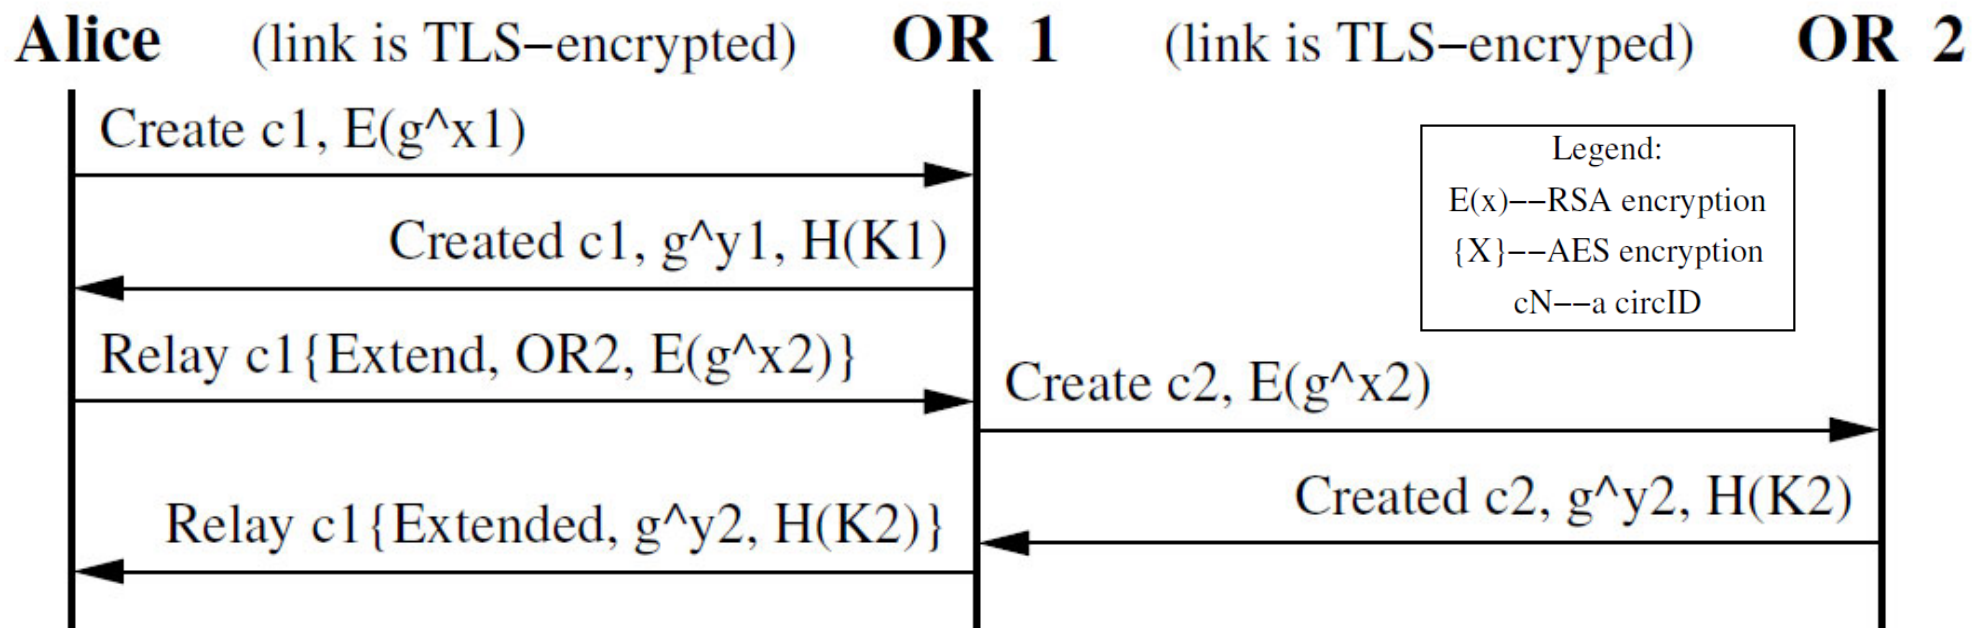 Alice (link is TLS−encrypted) OR 1 (link is TLS−encryped) OR 2
Create c1, E(g^x1)
Legend:
E(x)−−RSA encryption
{X}−−AES encryption
cN−−a circID
Created c1, g^y1, H(K1)
Relay c1{Extend, OR2, E(g^x2)}
Create c2, E(g^x2)
Created c2, g^y2, H(K2)
Relay c1{Extended, g^y2, H(K2)}